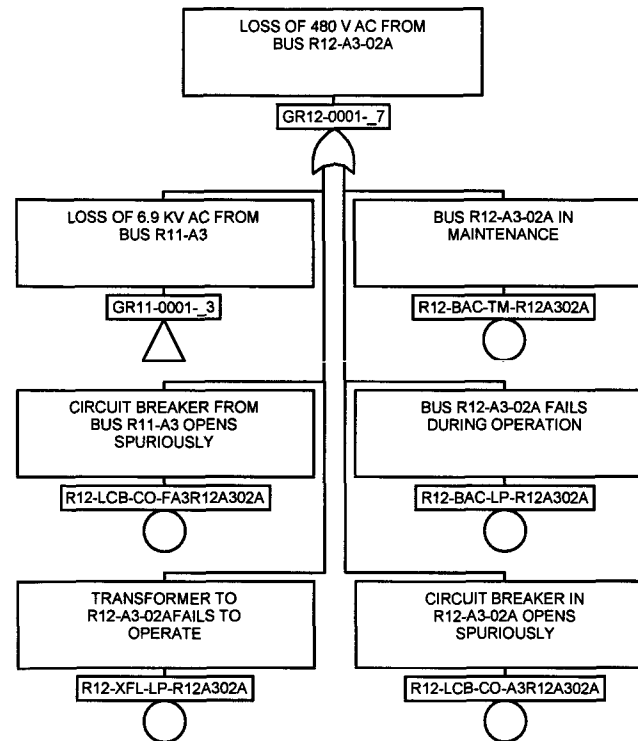 LOSS OF 480 V AC FROM
BUS R12-A3-02A
GR12-0001-_7
LOSS OF 6.9 KV AC FROM
BUS R11-A3
GR11-0001-_3
BUS R12-A3-02A IN
MAINTENANCE
R12-BAC-TM-R12A302A
CIRCUIT BREAKER FROM
BUS R11-A3 OPENS
SPURIOUSLY
R12-LCB-CO-FA3R12A302A
BUS R12-A3-02A FAILS
DURING OPERATION
R12-BAC-LP-R12A302A
TRANSFORMER TO
R12-A3-02AFAILS TO
OPERATE
R12-XFL-LP-R12A302A
CIRCUIT BREAKER IN
R12-A3-02A OPENS
SPURIOUSLY
R12-LCB-CO-A3R12A302A